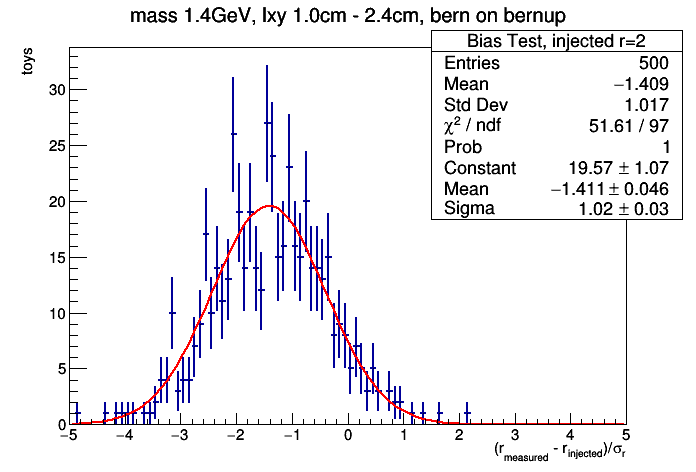 mass 1.4GeV, lxy 1.0cm - 2.4cm, bern on bernup
Bias Test, injected r=2
Entries 500
Mean −1.409
Std Dev 1.017
χ² / ndf 51.61 / 97
Prob 1
Constant 19.57 ± 1.07
Mean −1.411 ± 0.046
Sigma 1.02 ± 0.03
toys
30
25
20
15
10
5
0
−5 −4 −3 −2 −1 0 1 2 3 4 5
(r_measured - r_injected)/σ_r